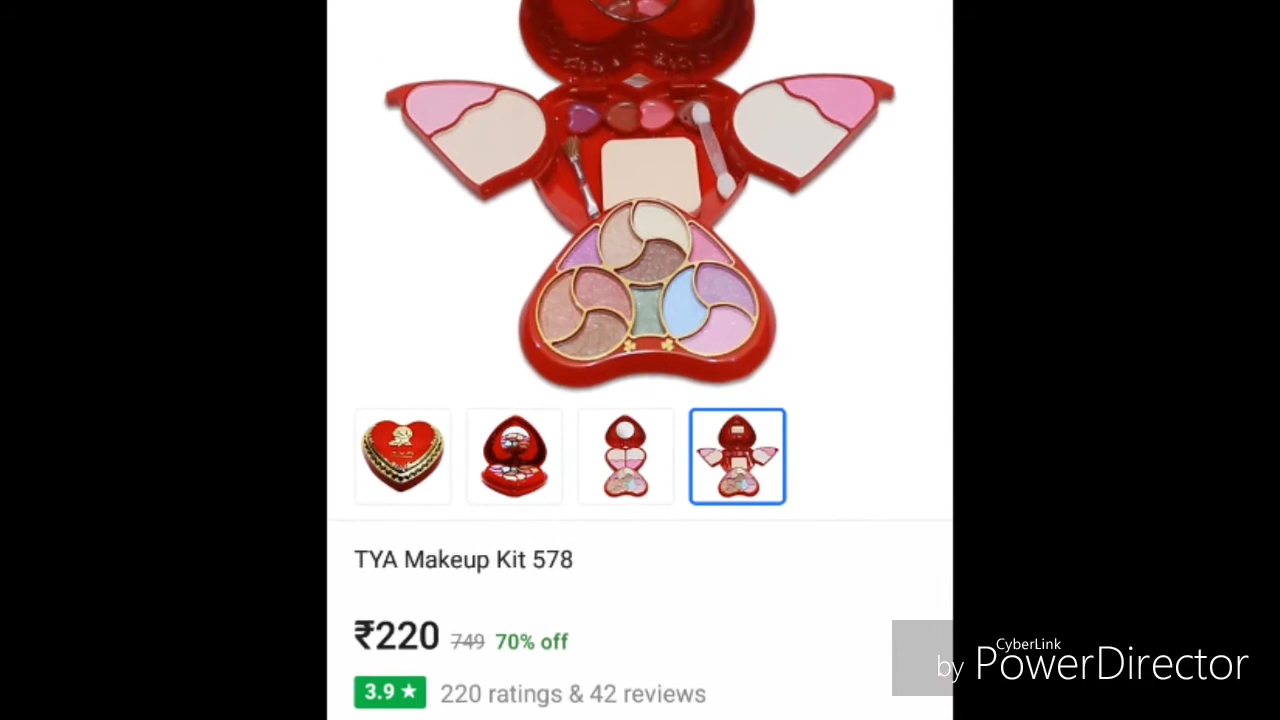 TYA Makeup Kit 578
₹220 749 70% off
3.9 ★ 220 ratings & 42 reviews
CyberLink
by PowerDirector